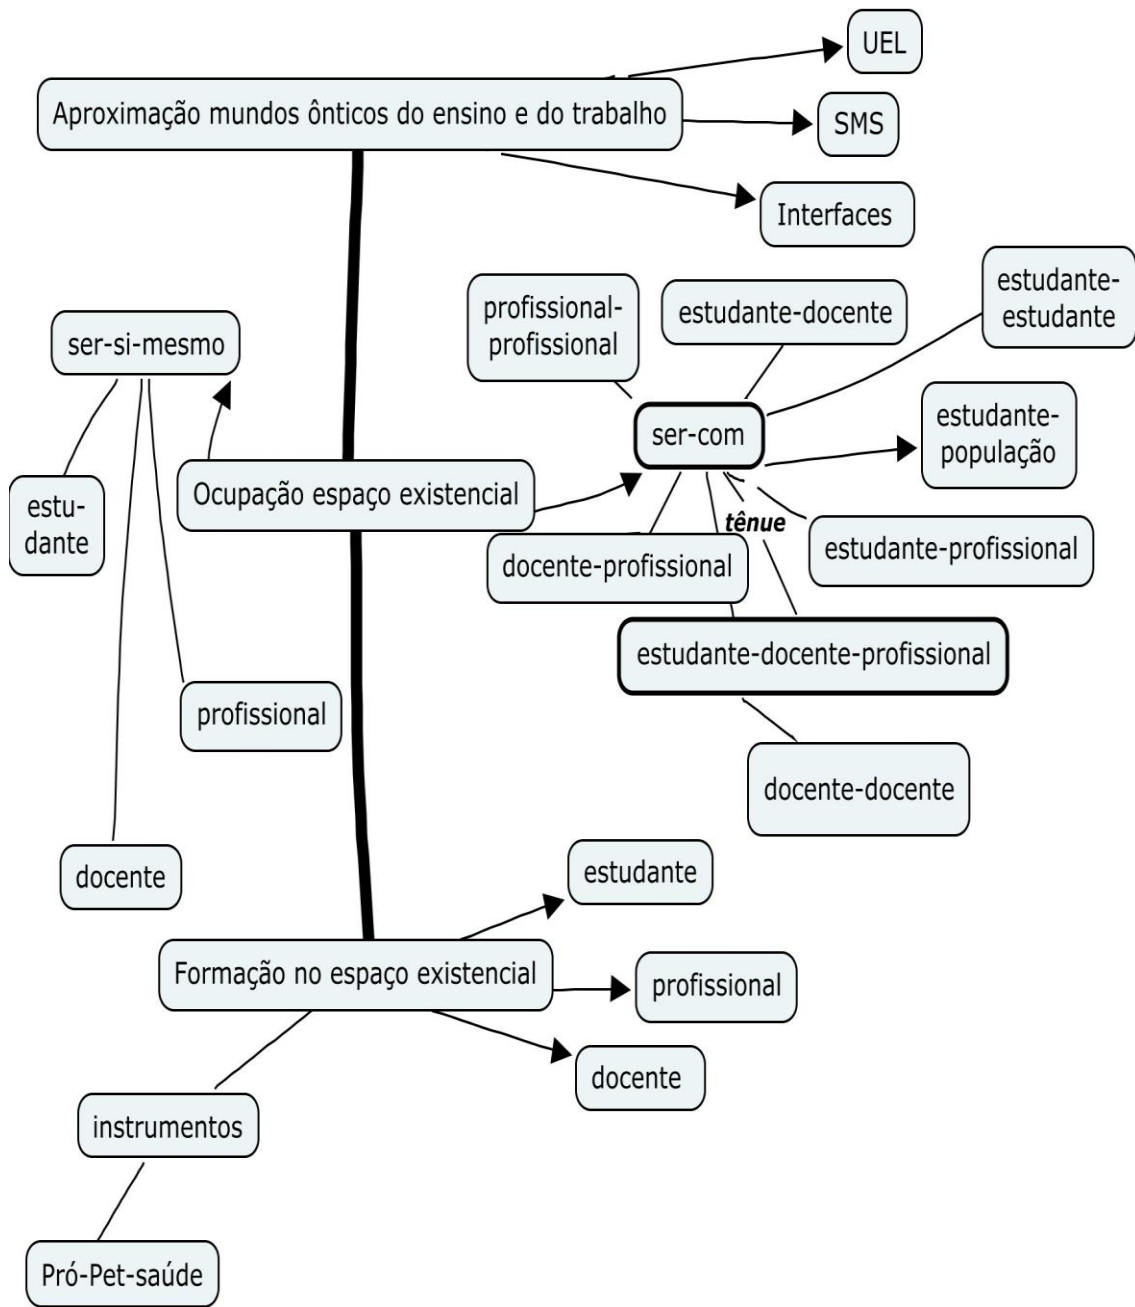 UEL
Aproximação mundos ônticos do ensino e do trabalho
SMS
Interfaces
profissional-
profissional
estudante-docente
estudante-
estudante
ser-si-mesmo
ser-com
estudante-
população
estu-
dante
Ocupação espaço existencial
tênue
docente-profissional
estudante-profissional
estudante-docente-profissional
profissional
docente-docente
docente
estudante
Formação no espaço existencial
profissional
docente
instrumentos
Pró-Pet-saúde